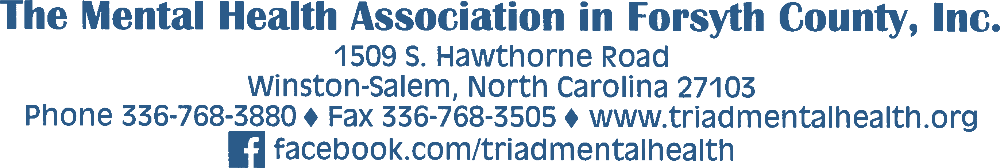 The Mental Health Association in Forsyth County, Inc.
1509 S. Hawthorne Road
Winston-Salem, North Carolina 27103
Phone 336-768-3880 ♦ Fax 336-768-3505 ♦ www.triadmentalhealth.org
f facebook.com/triadmentalhealth